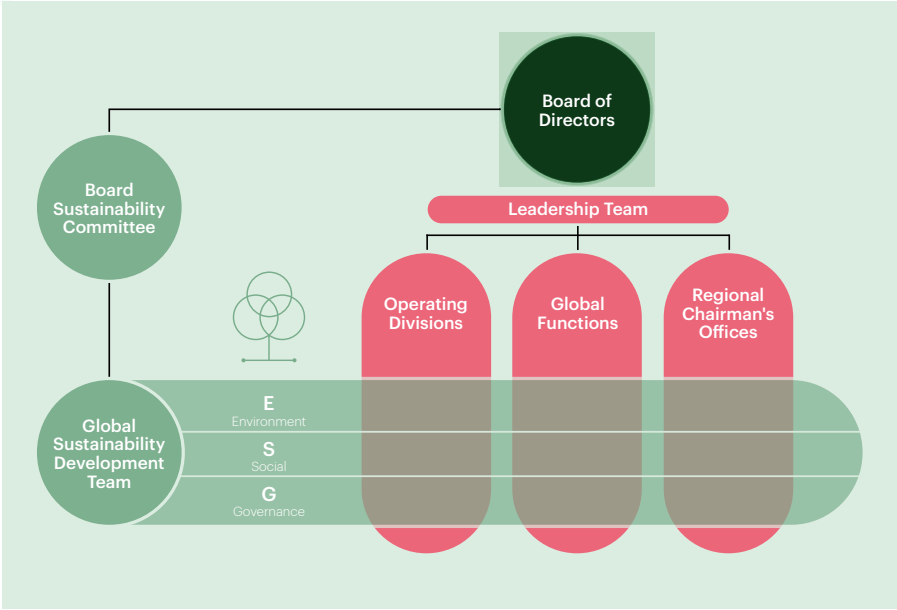 Board of
Directors
Board
Sustainability
Committee
Leadership Team
Operating
Divisions
Global
Functions
Regional
Chairman's
Offices
Global
Sustainability
Development
Team
E
Environment
S
Social
G
Governance